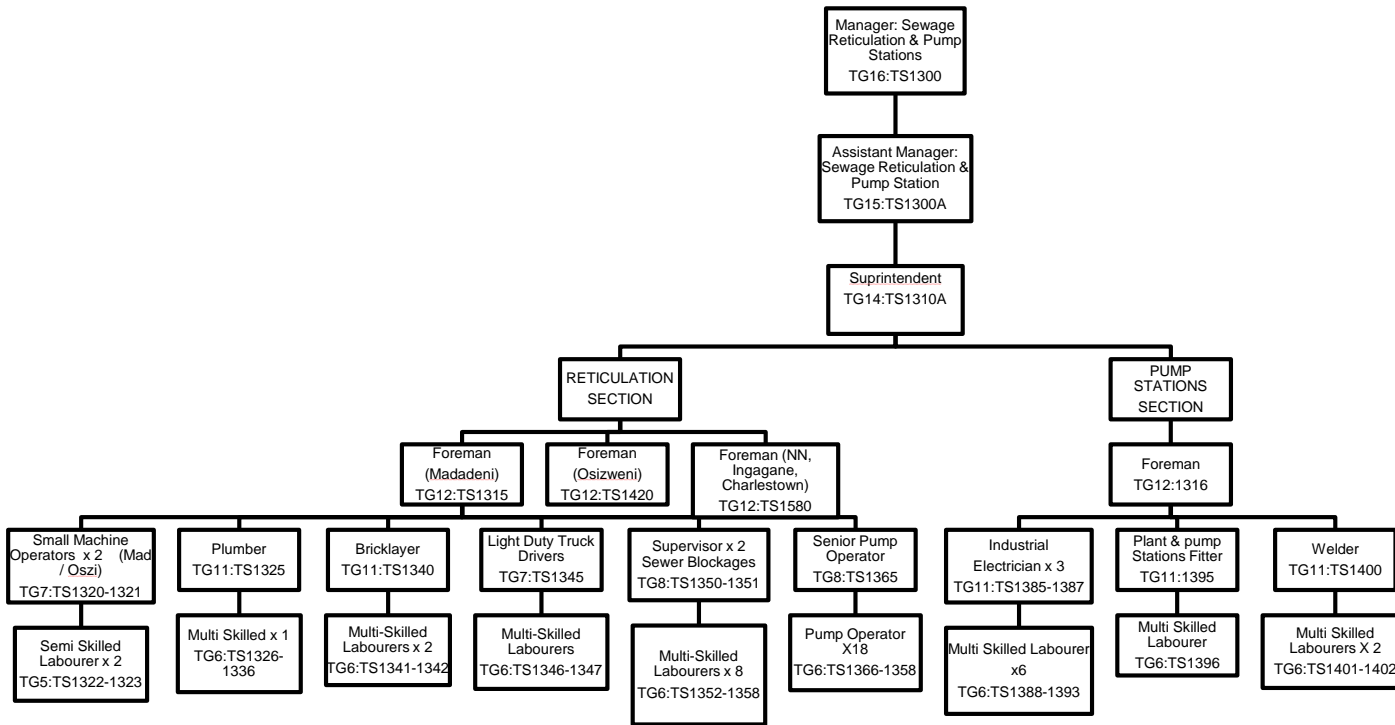 Manager: Sewage
Reticulation & Pump
Stations
TG16:TS1300
Assistant Manager:
Sewage Reticulation &
Pump Station
TG15:TS1300A
Suprintendent
TG14:TS1310A
RETICULATION
SECTION
PUMP
STATIONS
SECTION
Foreman
(Madadeni)
TG12:TS1315
Foreman
(Osizweni)
TG12:TS1420
Foreman (NN,
Ingagane,
Charlestown)
TG12:TS1580
Foreman
TG12:1316
Small Machine
Operators x 2 (Mad
/ Oszi)
TG7:TS1320-1321
Plumber
TG11:TS1325
Bricklayer
TG11:TS1340
Light Duty Truck
Drivers
TG7:TS1345
Supervisor x 2
Sewer Blockages
TG8:TS1350-1351
Senior Pump
Operator
TG8:TS1365
Industrial
Electrician x 3
TG11:TS1385-1387
Plant & pump
Stations Fitter
TG11:1395
Welder
TG11:TS1400
Semi Skilled
Labourer x 2
TG5:TS1322-1323
Multi Skilled x 1
TG6:TS1326-
1336
Multi-Skilled
Labourers x 2
TG6:TS1341-1342
Multi-Skilled
Labourers
TG6:TS1346-1347
Multi-Skilled
Labourers x 8
TG6:TS1352-1358
Pump Operator
X18
TG6:TS1366-1358
Multi Skilled Labourer
x6
TG6:TS1388-1393
Multi Skilled
Labourer
TG6:TS1396
Multi Skilled
Labourers X 2
TG6:TS1401-1402